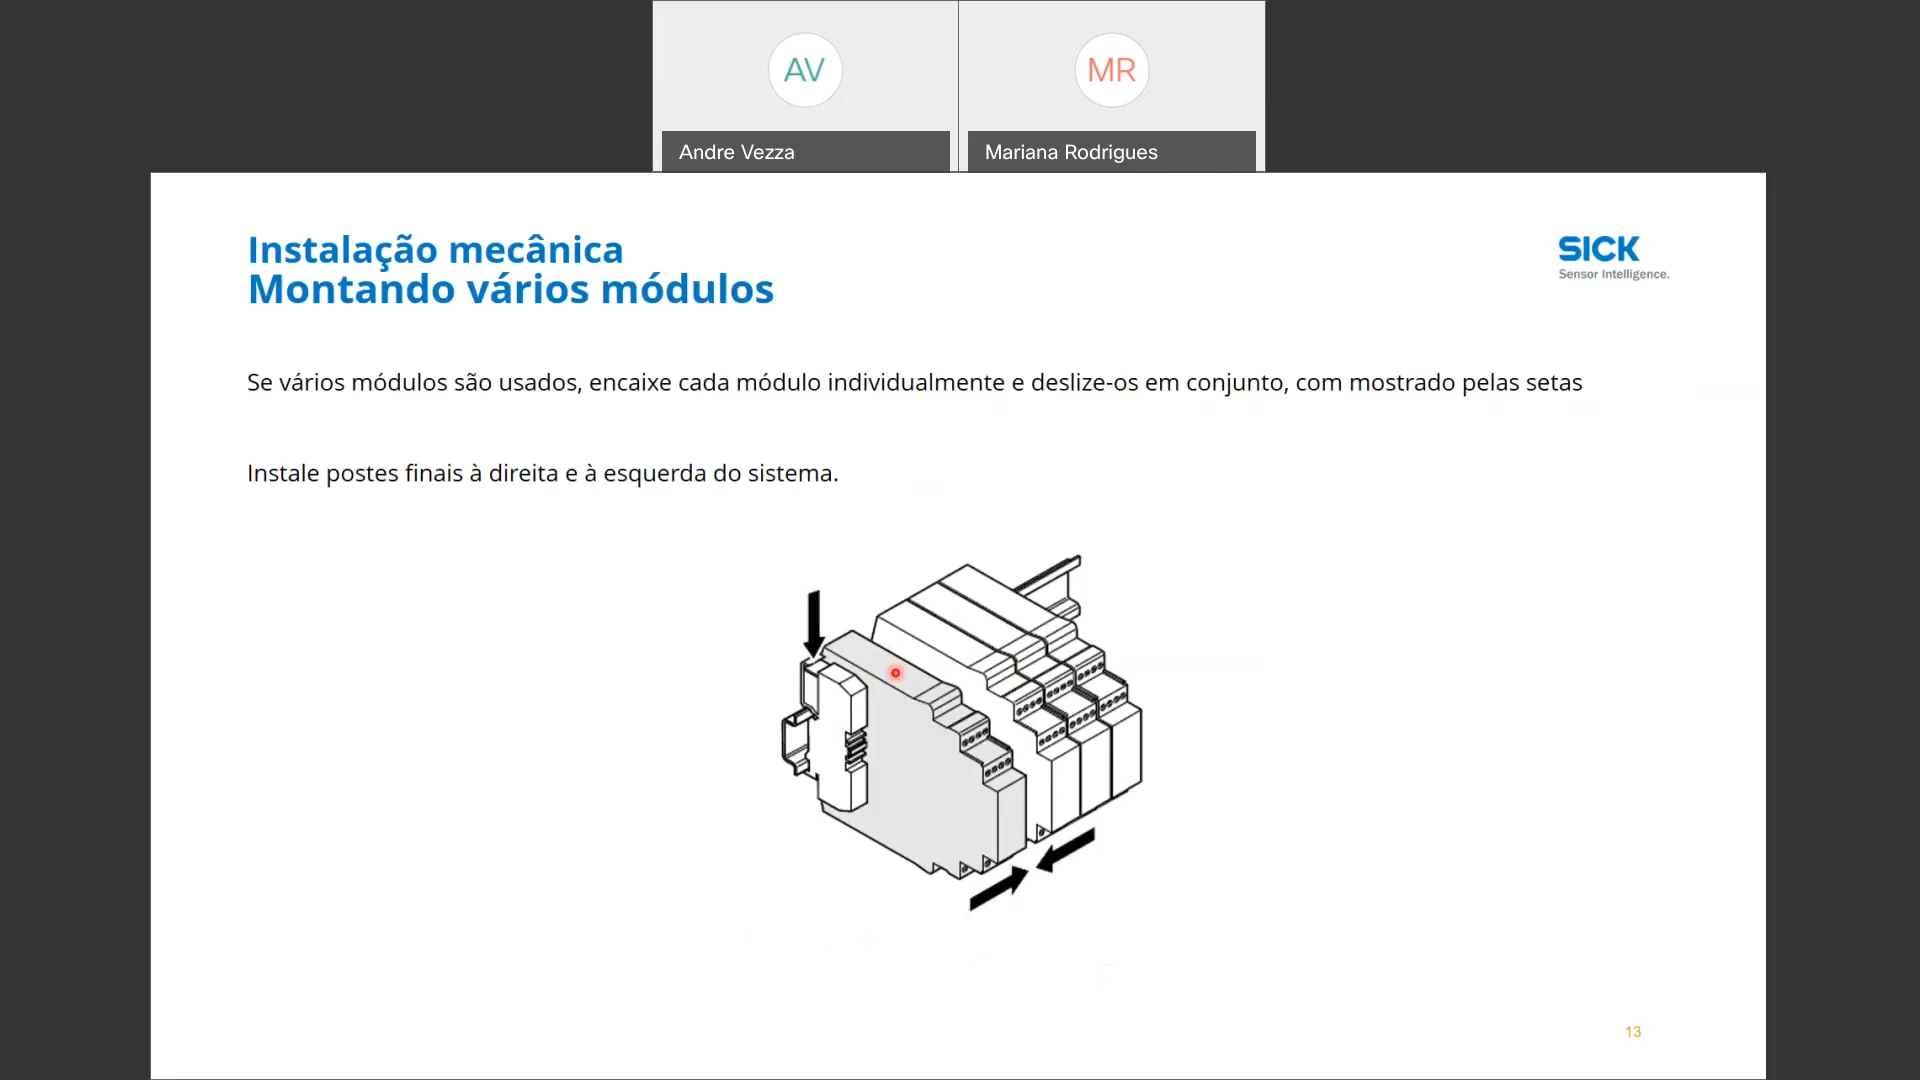 AV
MR
Andre Vezza
Mariana Rodrigues
Instalação mecânica
Montando vários módulos
SICK
Sensor Intelligence.
Se vários módulos são usados, encaixe cada módulo individualmente e deslize-os em conjunto, com mostrado pelas setas
Instale postes finais à direita e à esquerda do sistema.
13